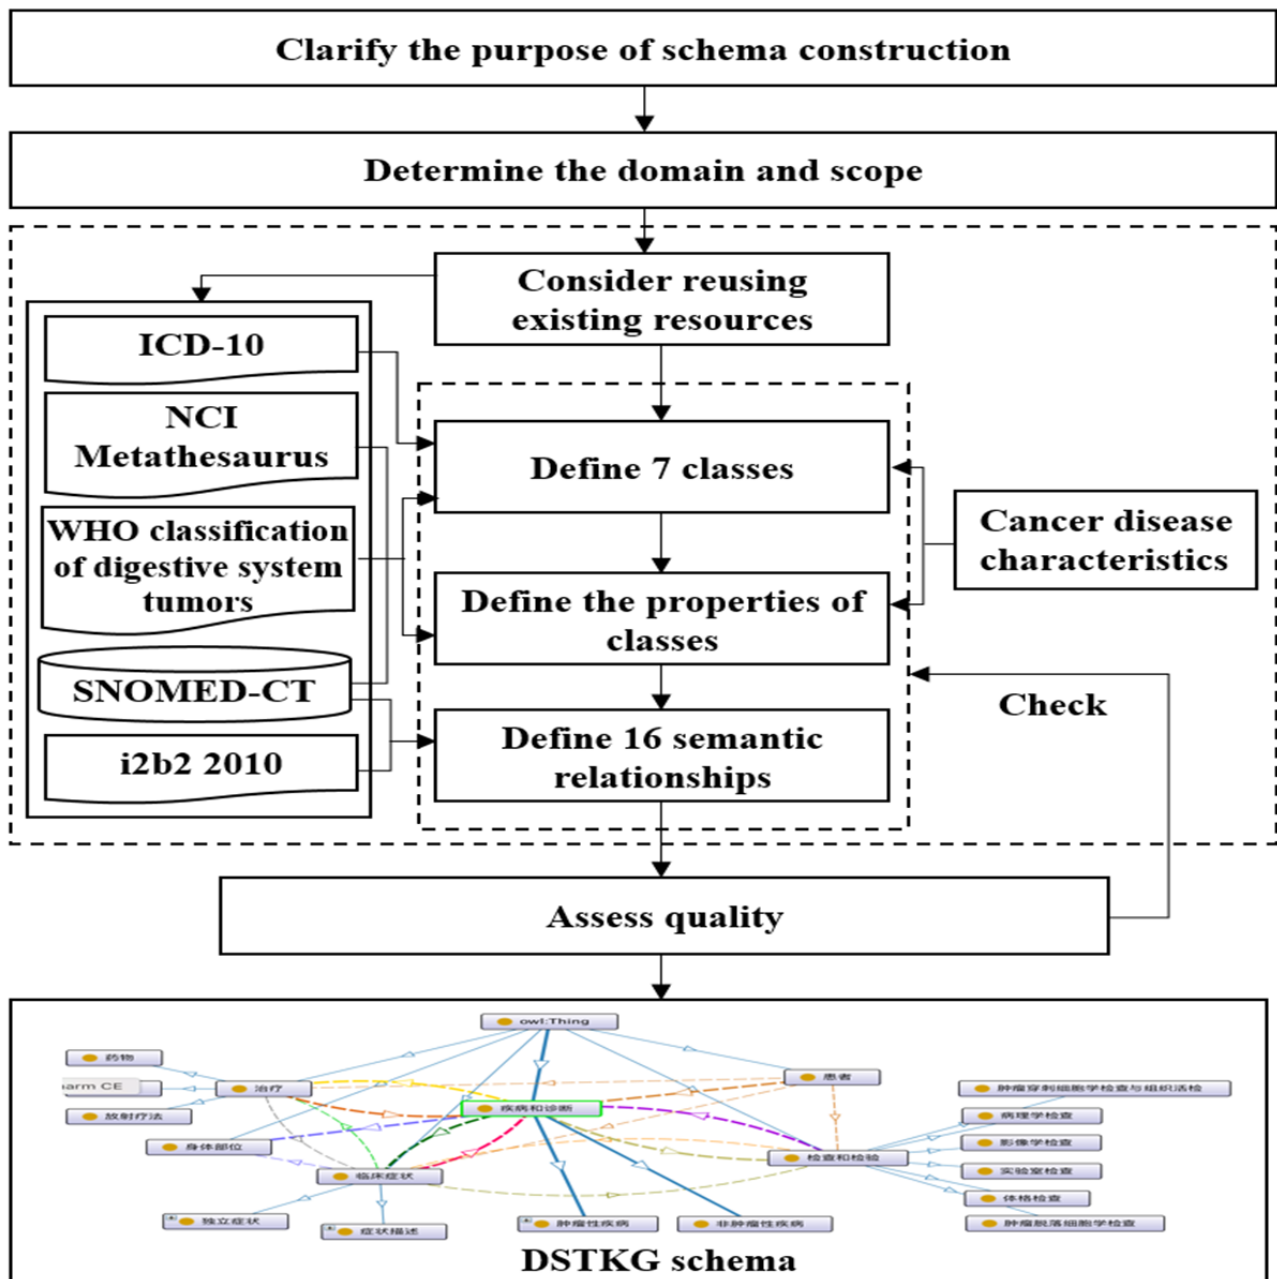 Clarify the purpose of schema construction
Determine the domain and scope
Consider reusing
existing resources
ICD-10
NCI
Metathesaurus
WHO classification
of digestive system
tumors
SNOMED-CT
i2b2 2010
Define 7 classes
Define the properties of
classes
Define 16 semantic
relationships
Cancer disease
characteristics
Check
Assess quality
owl:Thing
药物
arm CE
放射疗法
治疗
身体部位
疾病和诊断
患者
临床症状
检查和检验
肿瘤穿刺细胞学检查与组织活检
病理学检查
影像学检查
实验室检查
体格检查
肿瘤脱落细胞学检查
独立症状
症状描述
肿瘤性疾病
非肿瘤性疾病
DSTKG schema